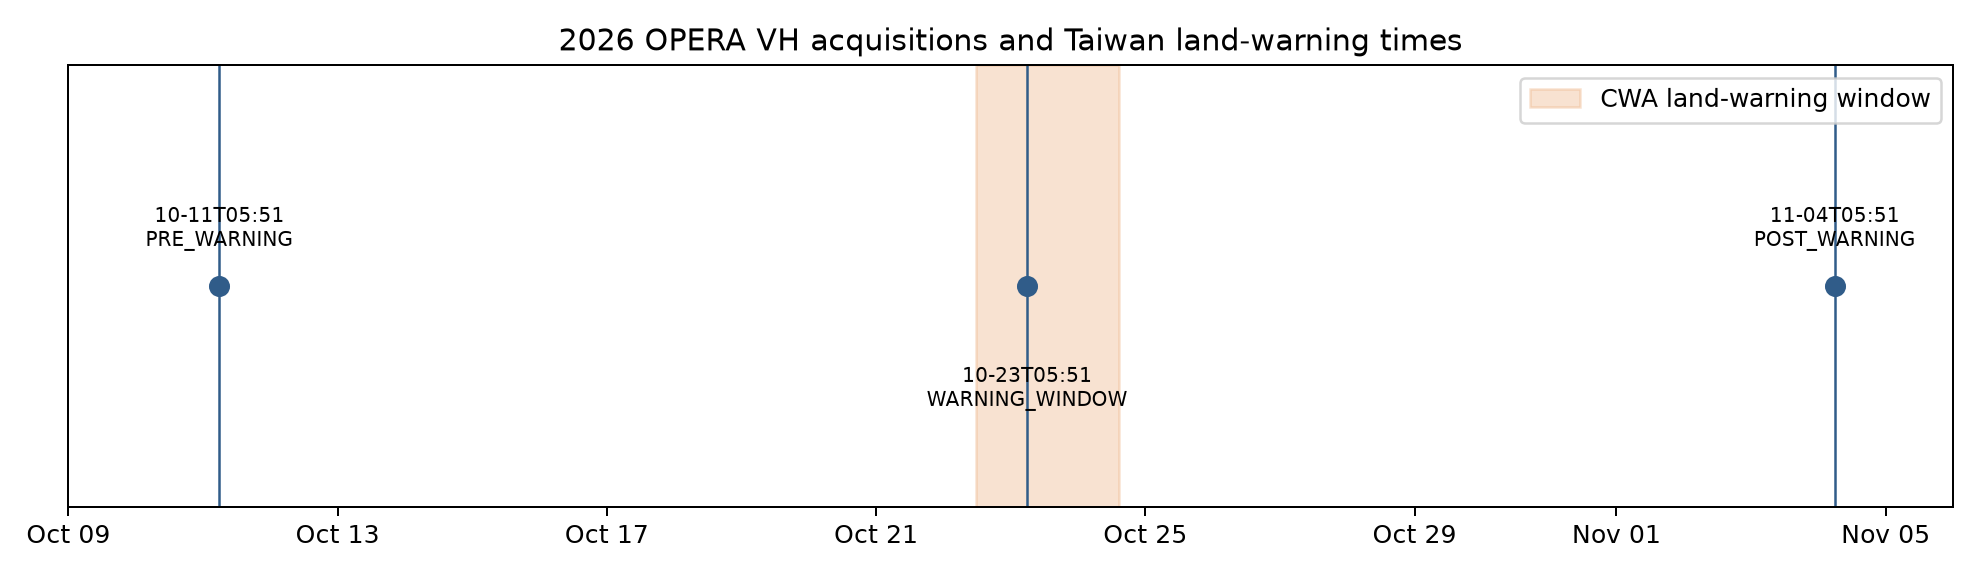 2026 OPERA VH acquisitions and Taiwan land-warning times
CWA land-warning window
10-11T05:51
PRE_WARNING
10-23T05:51
WARNING_WINDOW
11-04T05:51
POST_WARNING
Oct 09
Oct 13
Oct 17
Oct 21
Oct 25
Oct 29
Nov 01
Nov 05